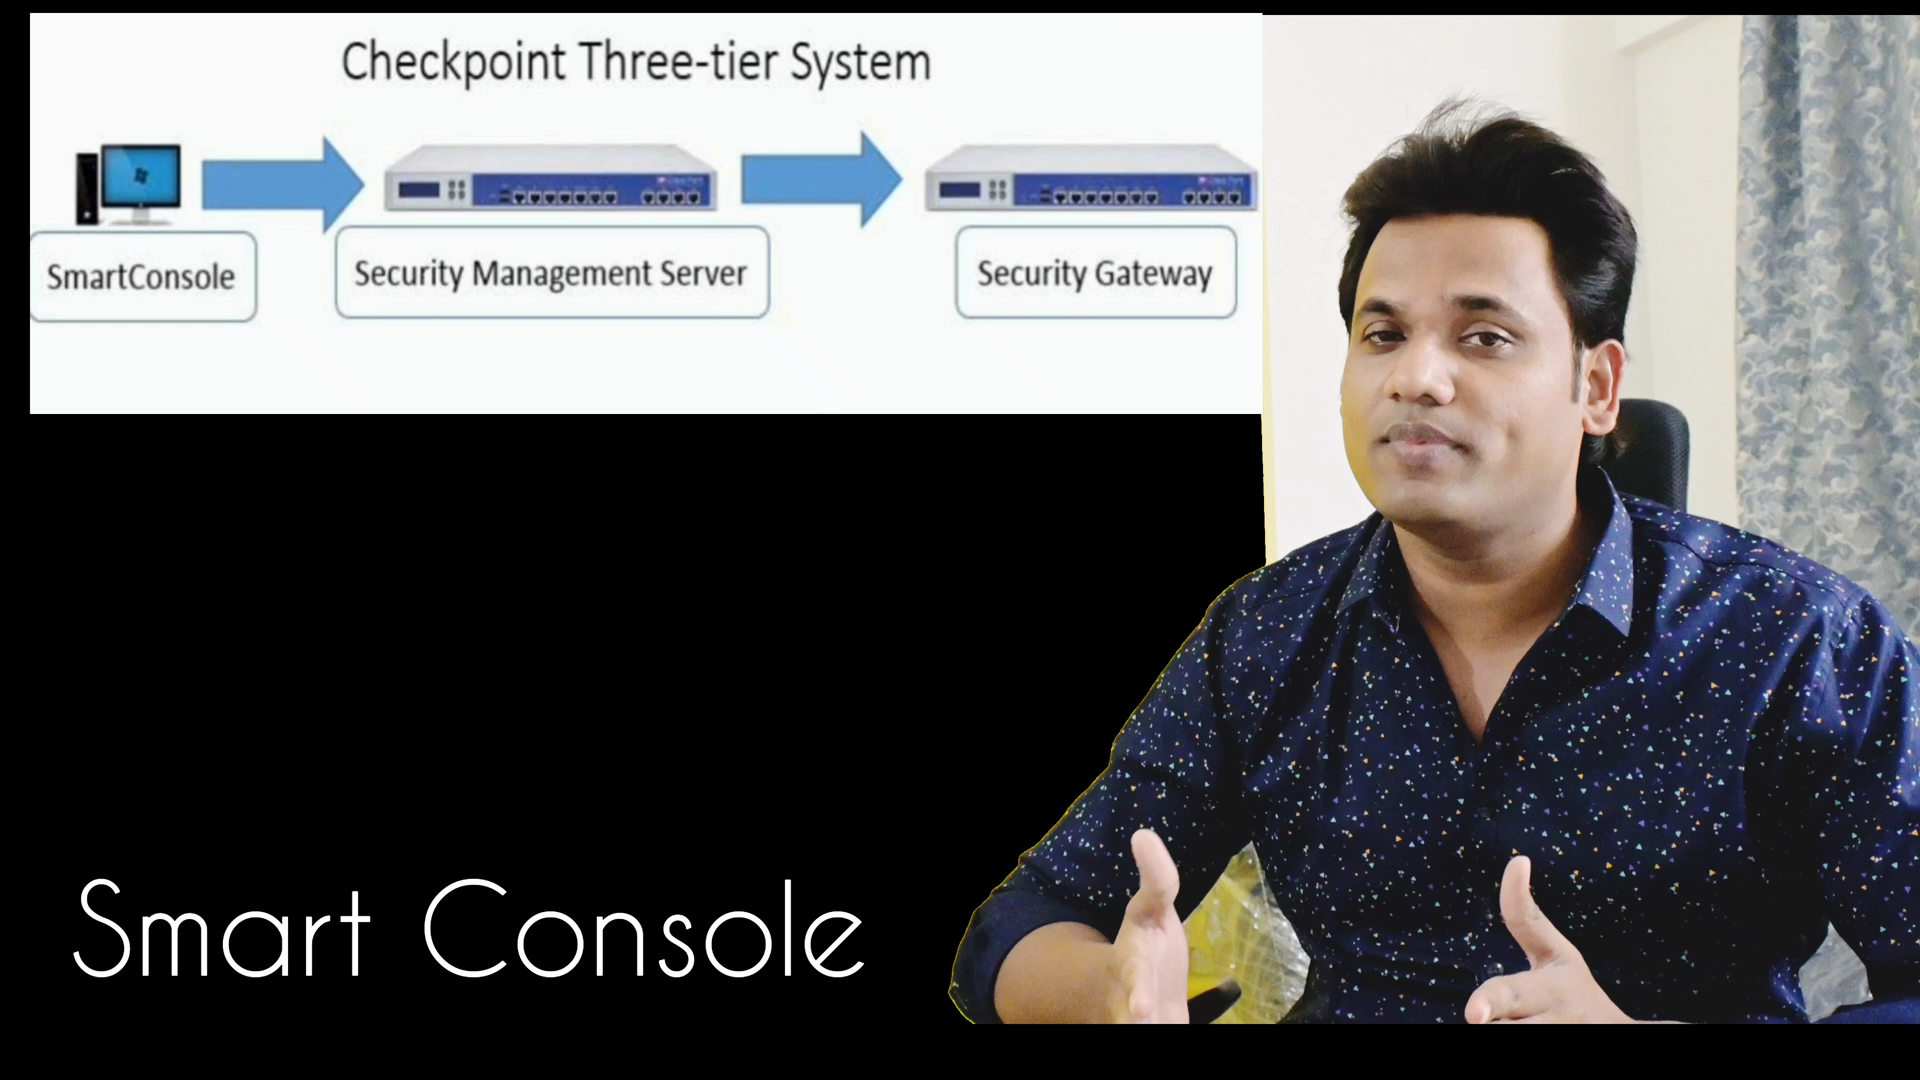 Checkpoint Three-tier System
SmartConsole
Security Management Server
Security Gateway
Smart Console